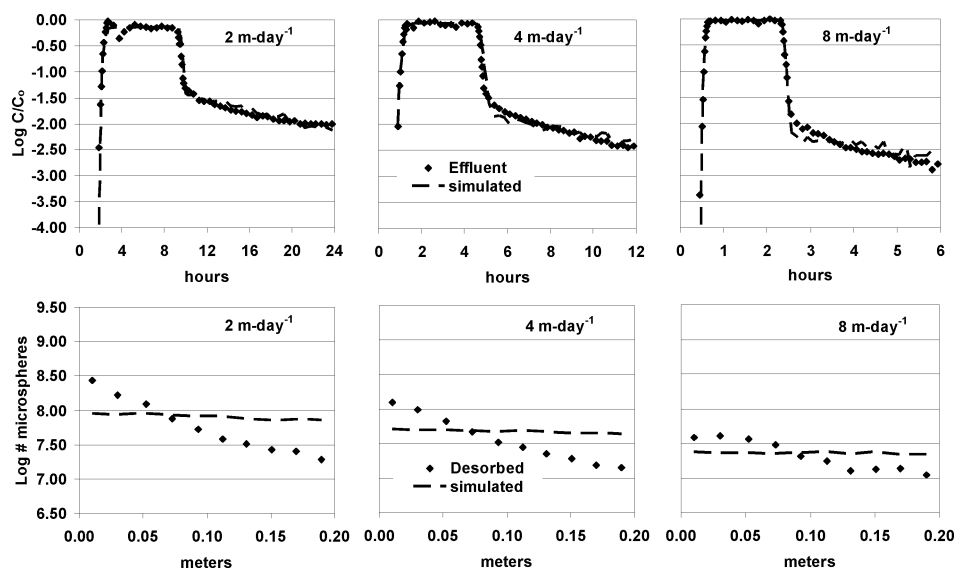 0.00
-0.50
-1.00
-1.50
-2.00
-2.50
-3.00
-3.50
-4.00
Log C/Co
2 m-day-1
0 4 8 12 16 20 24
hours
4 m-day-1
Effluent
simulated
0 2 4 6 8 10 12
hours
8 m-day-1
0 1 2 3 4 5 6
hours
9.50
9.00
8.50
8.00
7.50
7.00
6.50
Log # microspheres
2 m-day-1
0.00 0.05 0.10 0.15 0.20
meters
4 m-day-1
Desorbed
simulated
0.00 0.05 0.10 0.15 0.20
meters
8 m-day-1
0.00 0.05 0.10 0.15 0.20
meters